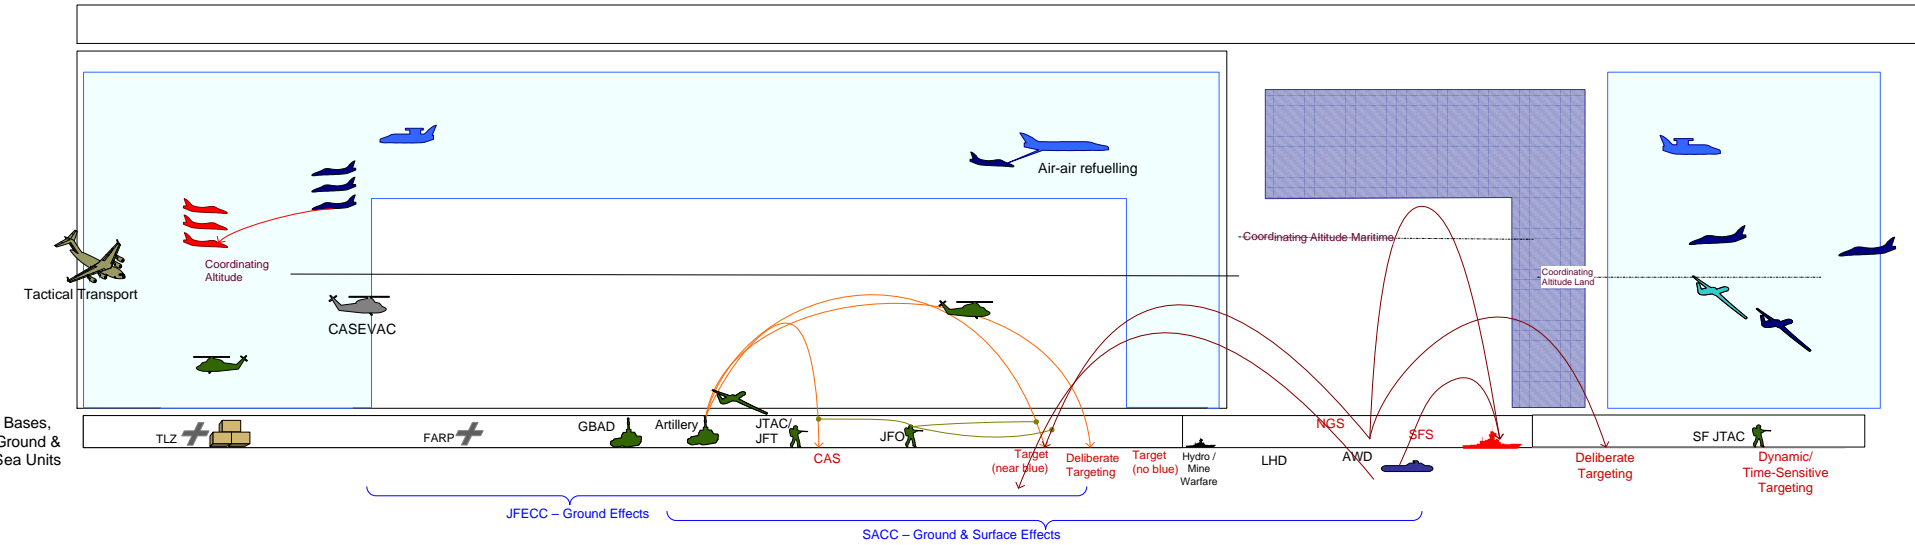 Air-air refuelling
Coordinating Altitude Maritime
Coordinating
Altitude
Coordinating
Altitude Land
Tactical Transport
CASEVAC
Bases,
Ground &
Sea Units
TLZ
FARP
GBAD
Artillery
JTAC/
JFT
JFO
NGS
SFS
SF JTAC
CAS
Target
(near blue)
Deliberate
Targeting
Target
(no blue)
Hydro /
Mine
Warfare
LHD
AWD
Deliberate
Targeting
Dynamic/
Time-Sensitive
Targeting
JFECC – Ground Effects
SACC – Ground & Surface Effects